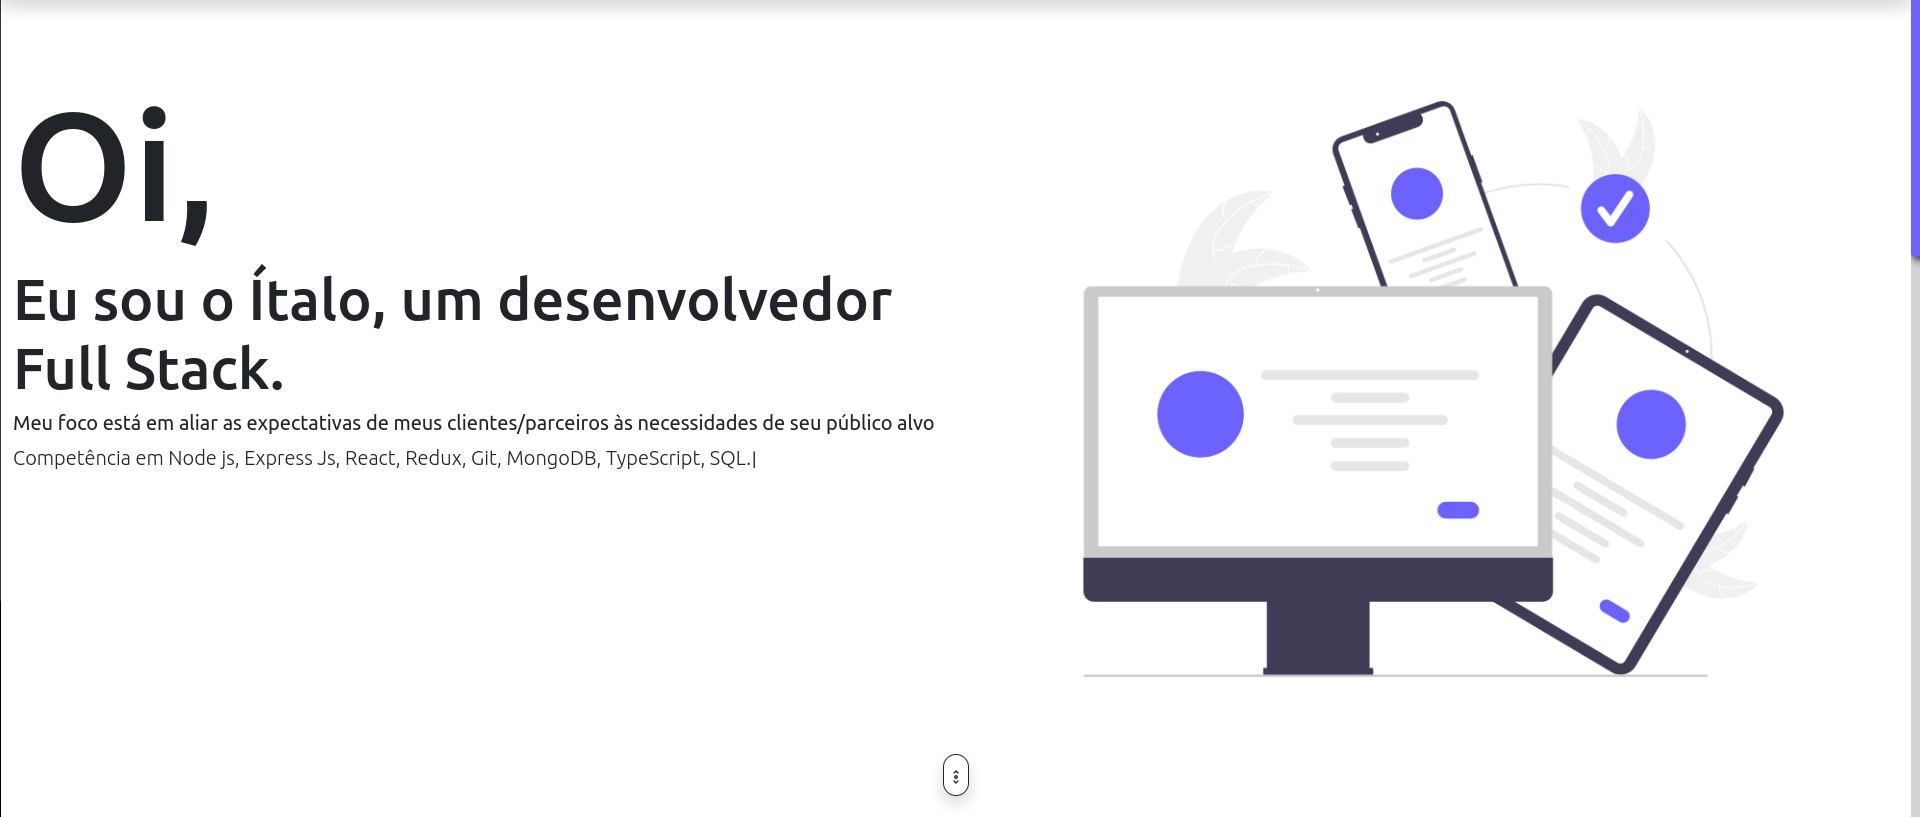 Oi,
Eu sou o Ítalo, um desenvolvedor
Full Stack.
Meu foco está em aliar as expectativas de meus clientes/parceiros às necessidades de seu público alvo
Competência em Node js, Express Js, React, Redux, Git, MongoDB, TypeScript, SQL.|